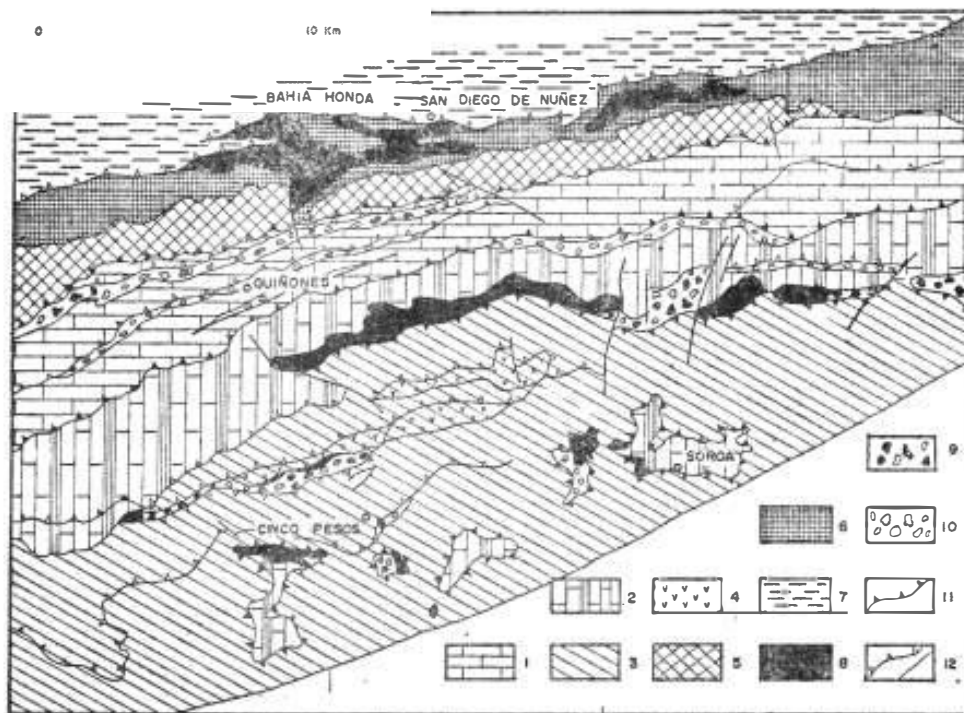 0 10 Km
BAHIA HONDA SAN DIEGO DE NUÑEZ
QUIÑONES
SOROA
CINCO PESOS
9
6 10
2 4 7 11
1 3 5 8 12